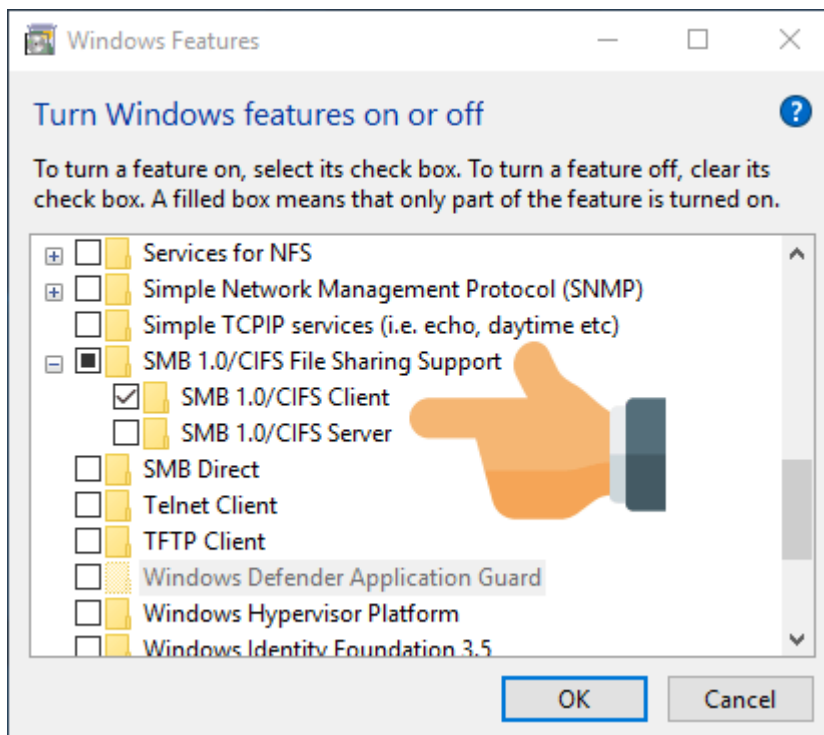 Windows Features
Turn Windows features on or off
To turn a feature on, select its check box. To turn a feature off, clear its
check box. A filled box means that only part of the feature is turned on.
Services for NFS
Simple Network Management Protocol (SNMP)
Simple TCPIP services (i.e. echo, daytime etc)
SMB 1.0/CIFS File Sharing Support
SMB 1.0/CIFS Client
SMB 1.0/CIFS Server
SMB Direct
Telnet Client
TFTP Client
Windows Defender Application Guard
Windows Hypervisor Platform
Windows Identity Foundation 3.5
OK Cancel